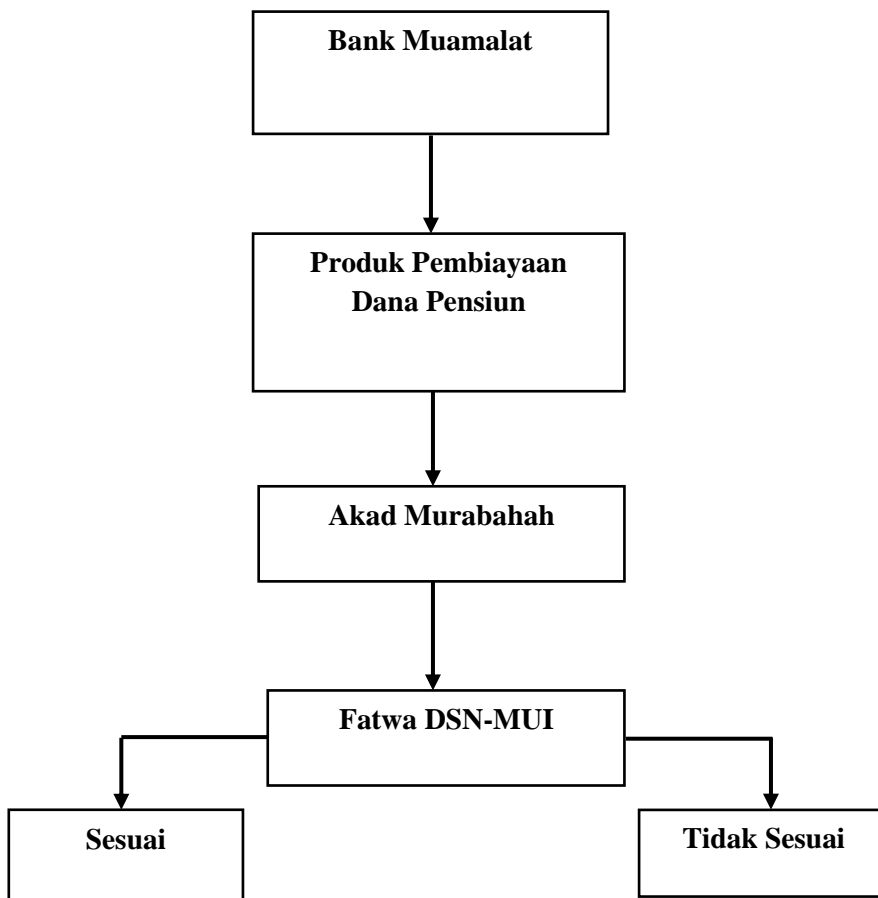 Bank Muamalat
Produk Pembiayaan
Dana Pensiun
Akad Murabahah
Fatwa DSN-MUI
Sesuai
Tidak Sesuai